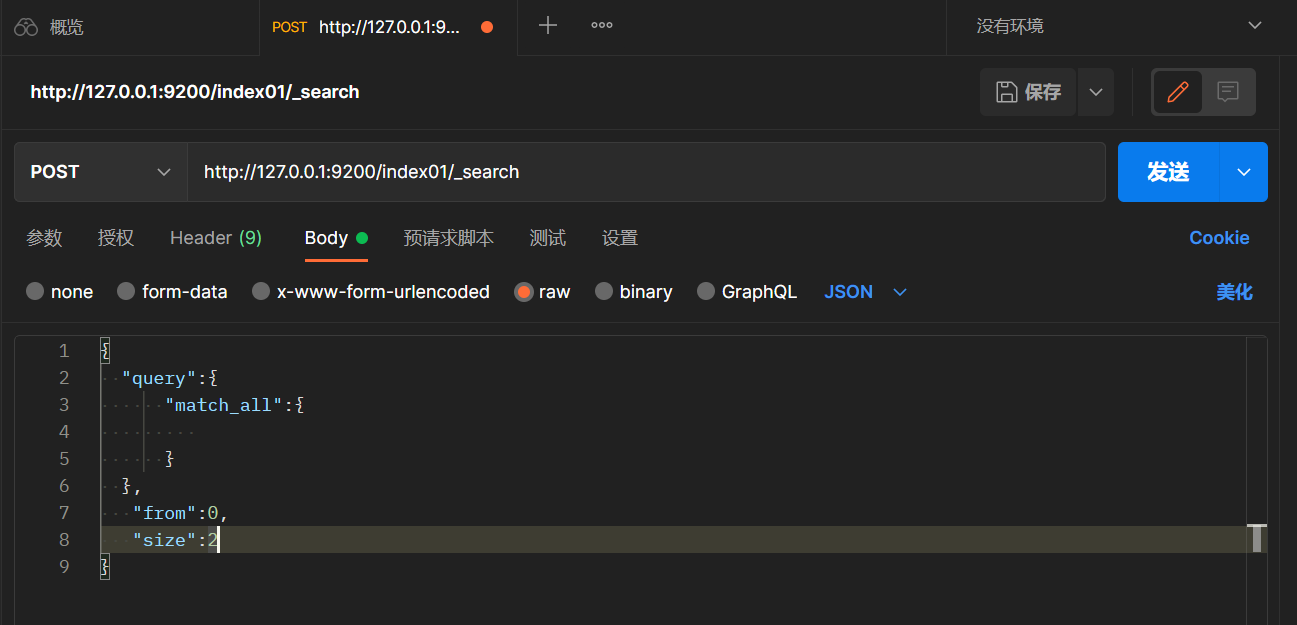 概览
POST http://127.0.0.1:9...
没有环境
http://127.0.0.1:9200/index01/_search
保存
POST
http://127.0.0.1:9200/index01/_search
发送
参数 授权 Header (9) Body 预请求脚本 测试 设置 Cookie
none form-data x-www-form-urlencoded raw binary GraphQL JSON 美化
1 {
2 "query":{
3 "match_all":{
4
5 }
6 },
7 "from":0,
8 "size":2
9 }